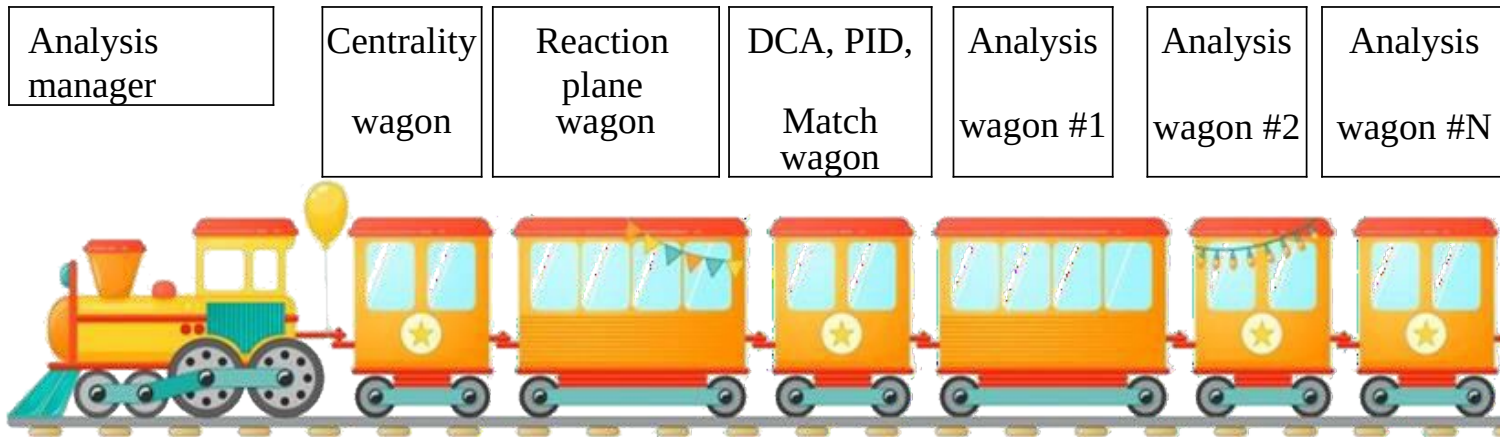 Analysis
manager
Centrality
wagon
Reaction
plane
wagon
DCA, PID,
Match
wagon
Analysis
wagon #1
Analysis
wagon #2
Analysis
wagon #N